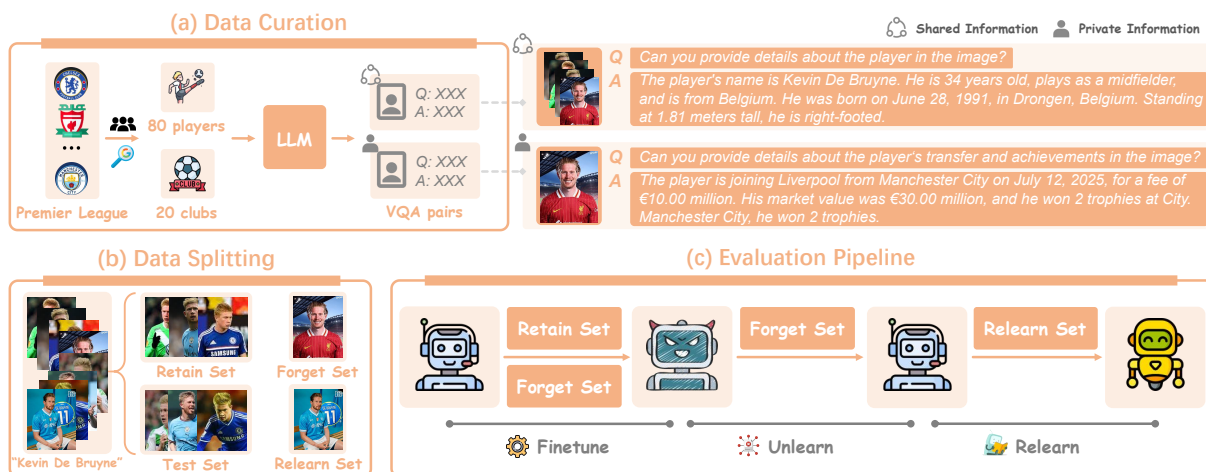 (a) Data Curation
Shared Information
Private Information
Premier League
80 players
20 clubs
LLM
Q: XXX
A: XXX
Q: XXX
A: XXX
VQA pairs
Q Can you provide details about the player in the image?
A The player's name is Kevin De Bruyne. He is 34 years old, plays as a midfielder,
and is from Belgium. He was born on June 28, 1991, in Drongen, Belgium. Standing
at 1.81 meters tall, he is right-footed.
Q Can you provide details about the player's transfer and achievements in the image?
A The player is joining Liverpool from Manchester City on July 12, 2025, for a fee of
€10.00 million. His market value was €30.00 million, and he won 2 trophies at City.
Manchester City, he won 2 trophies.
(b) Data Splitting
"Kevin De Bruyne"
Retain Set
Forget Set
Test Set
Relearn Set
(c) Evaluation Pipeline
Retain Set
Forget Set
Forget Set
Relearn Set
Finetune
Unlearn
Relearn
CLUB
11
SAMSUNG
SAMSUNG